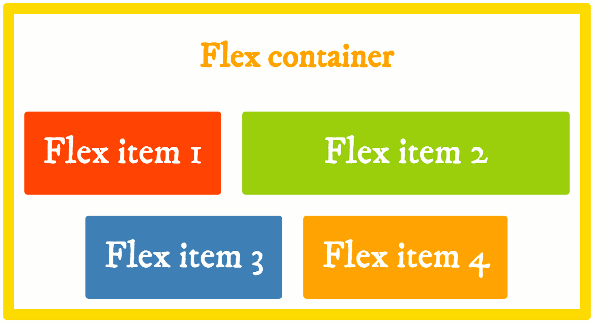 Flex container
Flex item 1
Flex item 2
Flex item 3
Flex item 4